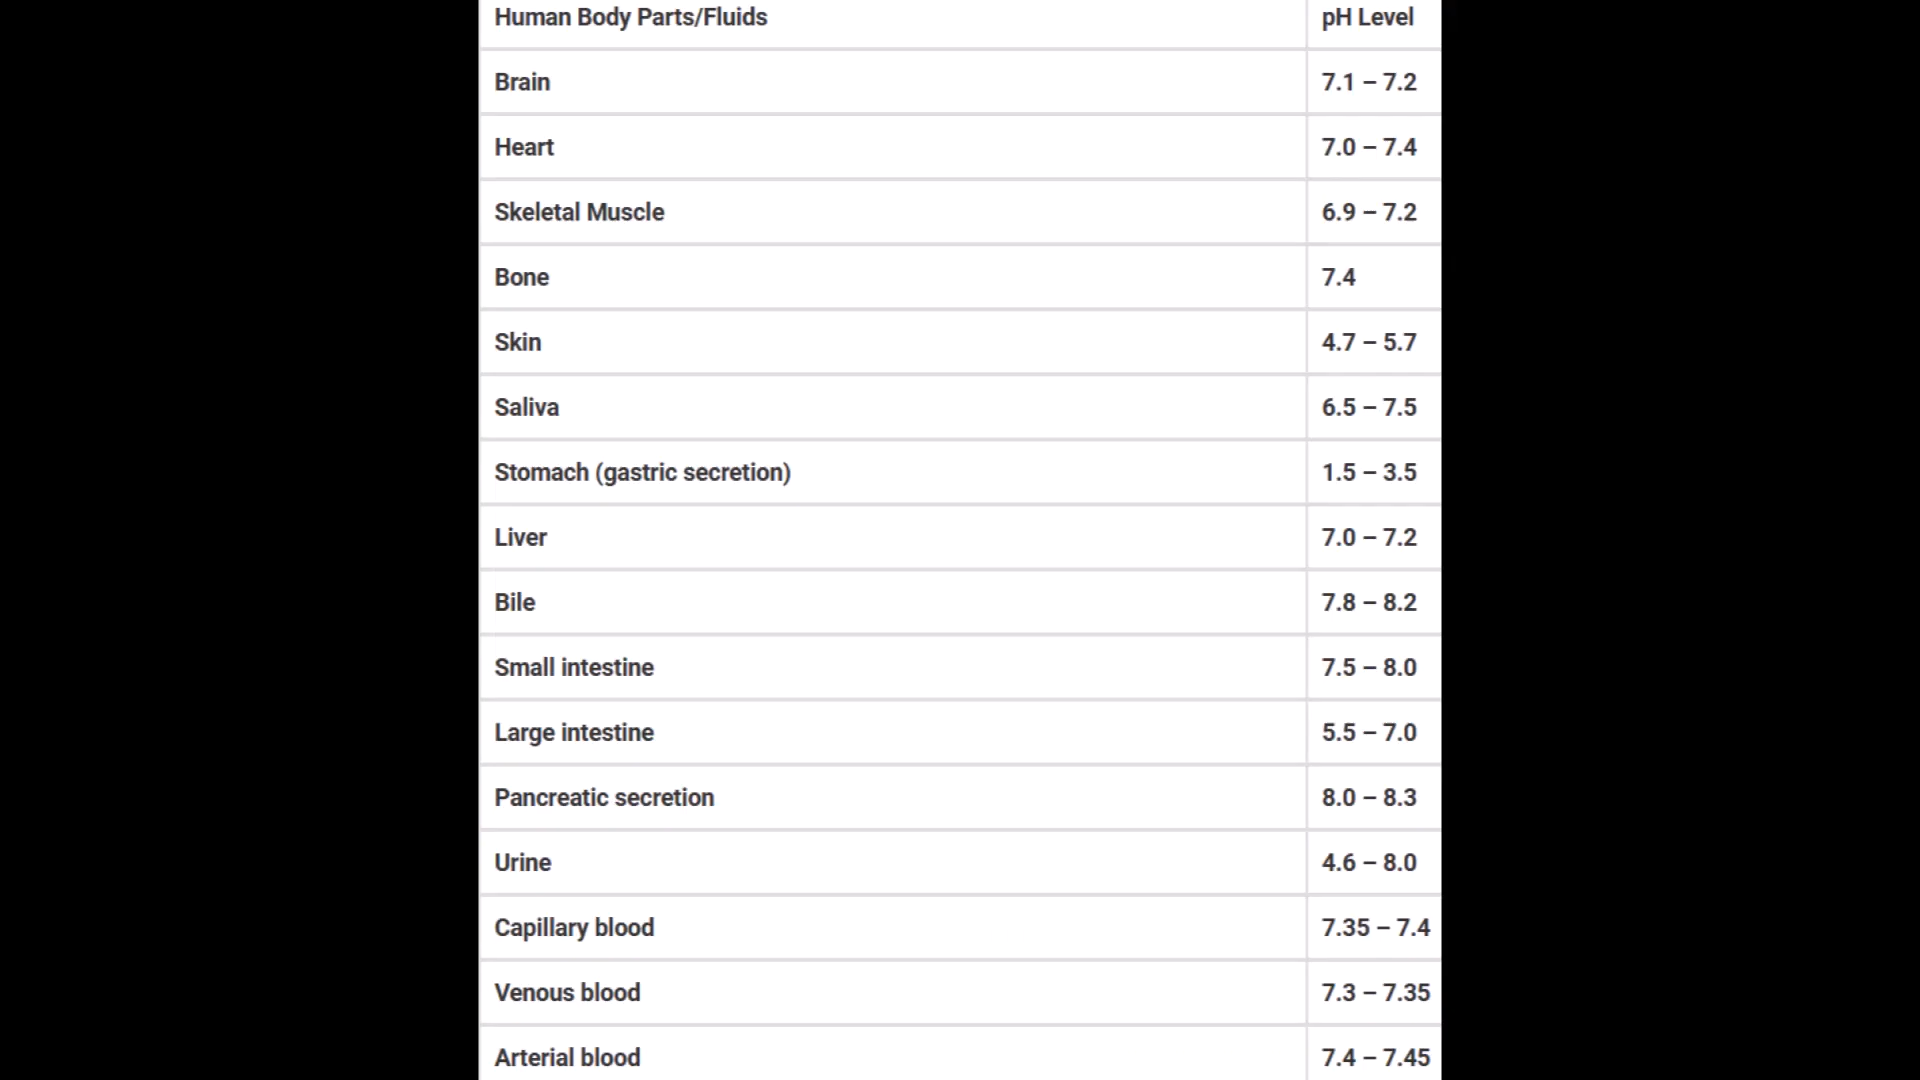 Human Body Parts/Fluids pH Level
Brain 7.1 – 7.2
Heart 7.0 – 7.4
Skeletal Muscle 6.9 – 7.2
Bone 7.4
Skin 4.7 – 5.7
Saliva 6.5 – 7.5
Stomach (gastric secretion) 1.5 – 3.5
Liver 7.0 – 7.2
Bile 7.8 – 8.2
Small intestine 7.5 – 8.0
Large intestine 5.5 – 7.0
Pancreatic secretion 8.0 – 8.3
Urine 4.6 – 8.0
Capillary blood 7.35 – 7.4
Venous blood 7.3 – 7.35
Arterial blood 7.4 – 7.45